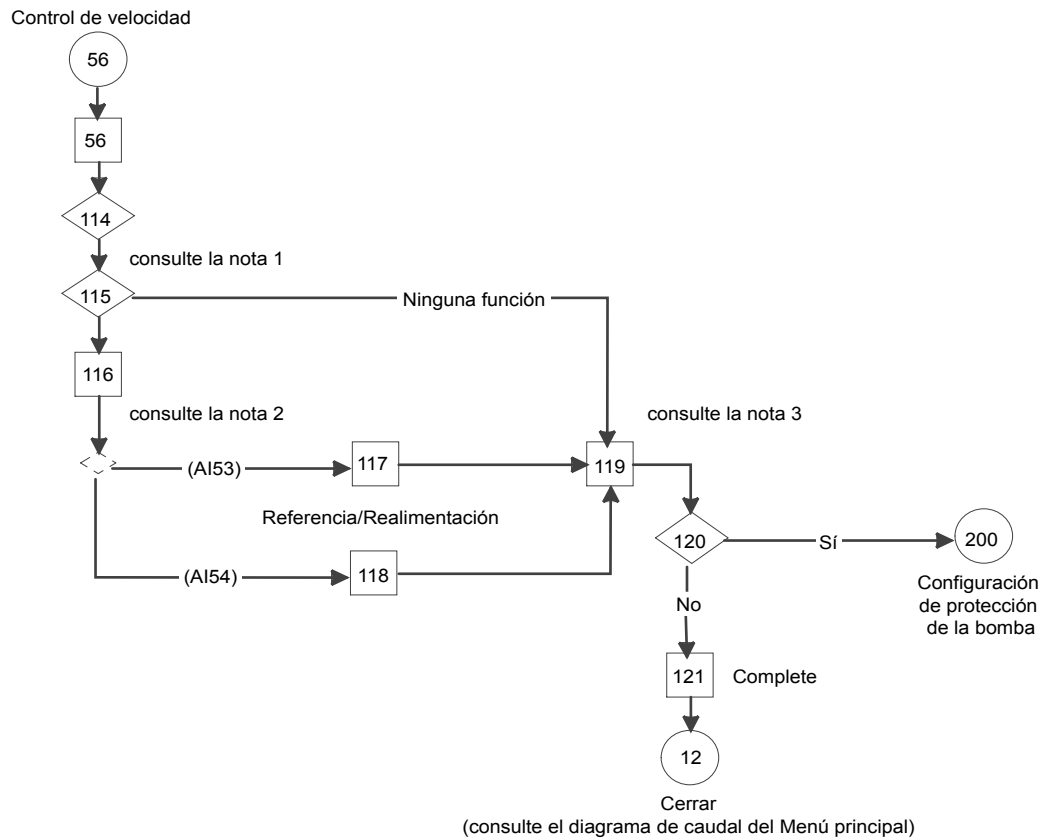 Control de velocidad
56
56
114
consulte la nota 1
115
Ninguna función
116
consulte la nota 2
consulte la nota 3
(AI53)
117
119
Referencia/Realimentación
120
Sí
200
(AI54)
118
Configuración
de protección
de la bomba
No
121
Complete
12
Cerrar
(consulte el diagrama de caudal del Menú principal)